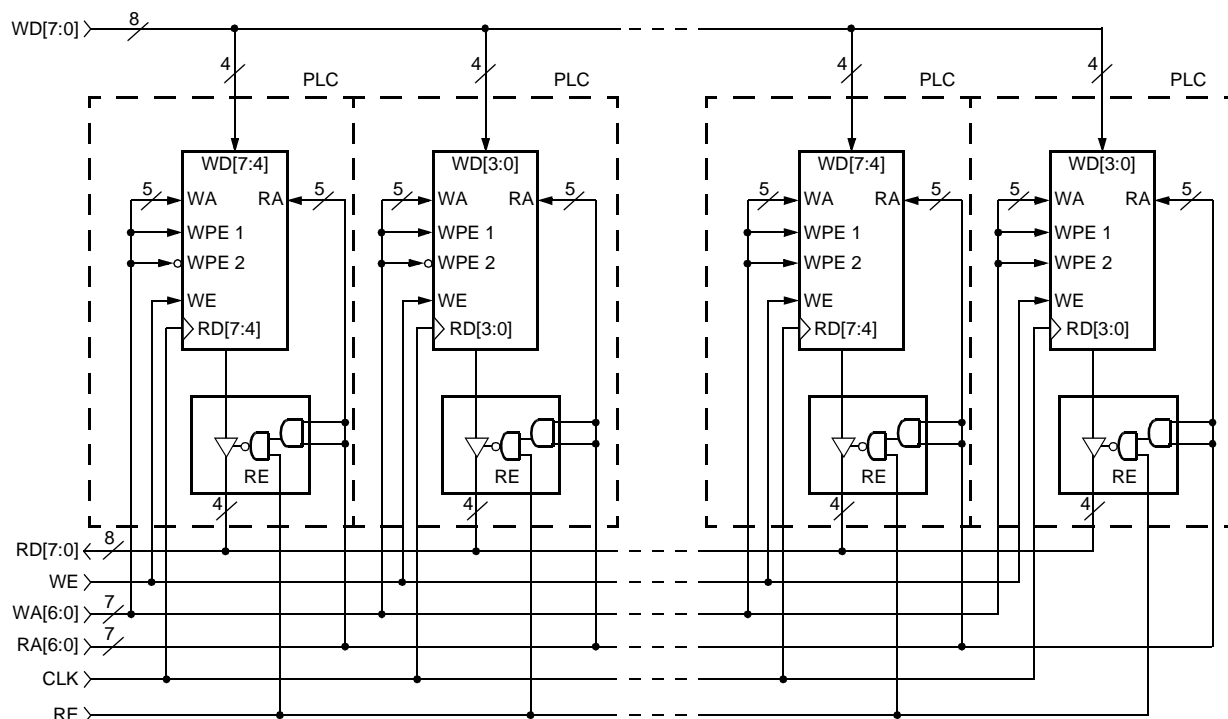 WD[7:0] 8
4 4 4 4
PLC PLC PLC PLC
WD[7:4] WD[3:0] WD[7:4] WD[3:0]
5 WA RA 5 5 WA RA 5 5 WA RA 5 5 WA RA 5
WPE 1 WPE 1 WPE 1 WPE 1
WPE 2 WPE 2 WPE 2 WPE 2
WE WE WE WE
RD[7:4] RD[3:0] RD[7:4] RD[3:0]
RE RE RE RE
4 4 4 4
RD[7:0] 8
WE
WA[6:0] 7
RA[6:0] 7
CLK
RE